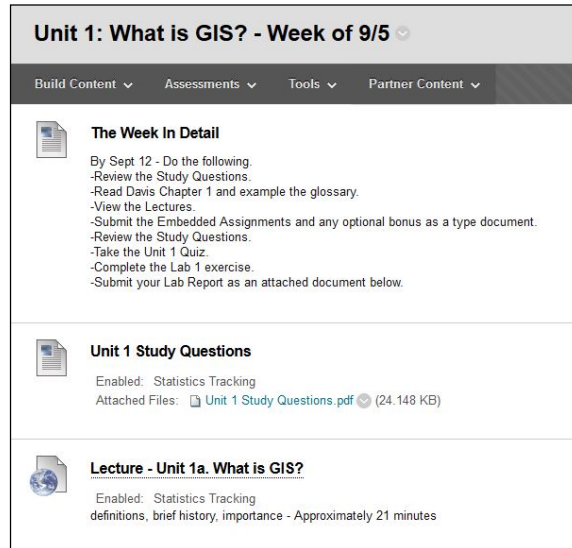 Unit 1: What is GIS? - Week of 9/5
Build Content Assessments Tools Partner Content
The Week In Detail
By Sept 12 - Do the following.
-Review the Study Questions.
-Read Davis Chapter 1 and example the glossary.
-View the Lectures.
-Submit the Embedded Assignments and any optional bonus as a type document.
-Review the Study Questions.
-Take the Unit 1 Quiz.
-Complete the Lab 1 exercise.
-Submit your Lab Report as an attached document below.
Unit 1 Study Questions
Enabled: Statistics Tracking
Attached Files: Unit 1 Study Questions.pdf (24.148 KB)
Lecture - Unit 1a. What is GIS?
Enabled: Statistics Tracking
definitions, brief history, importance - Approximately 21 minutes